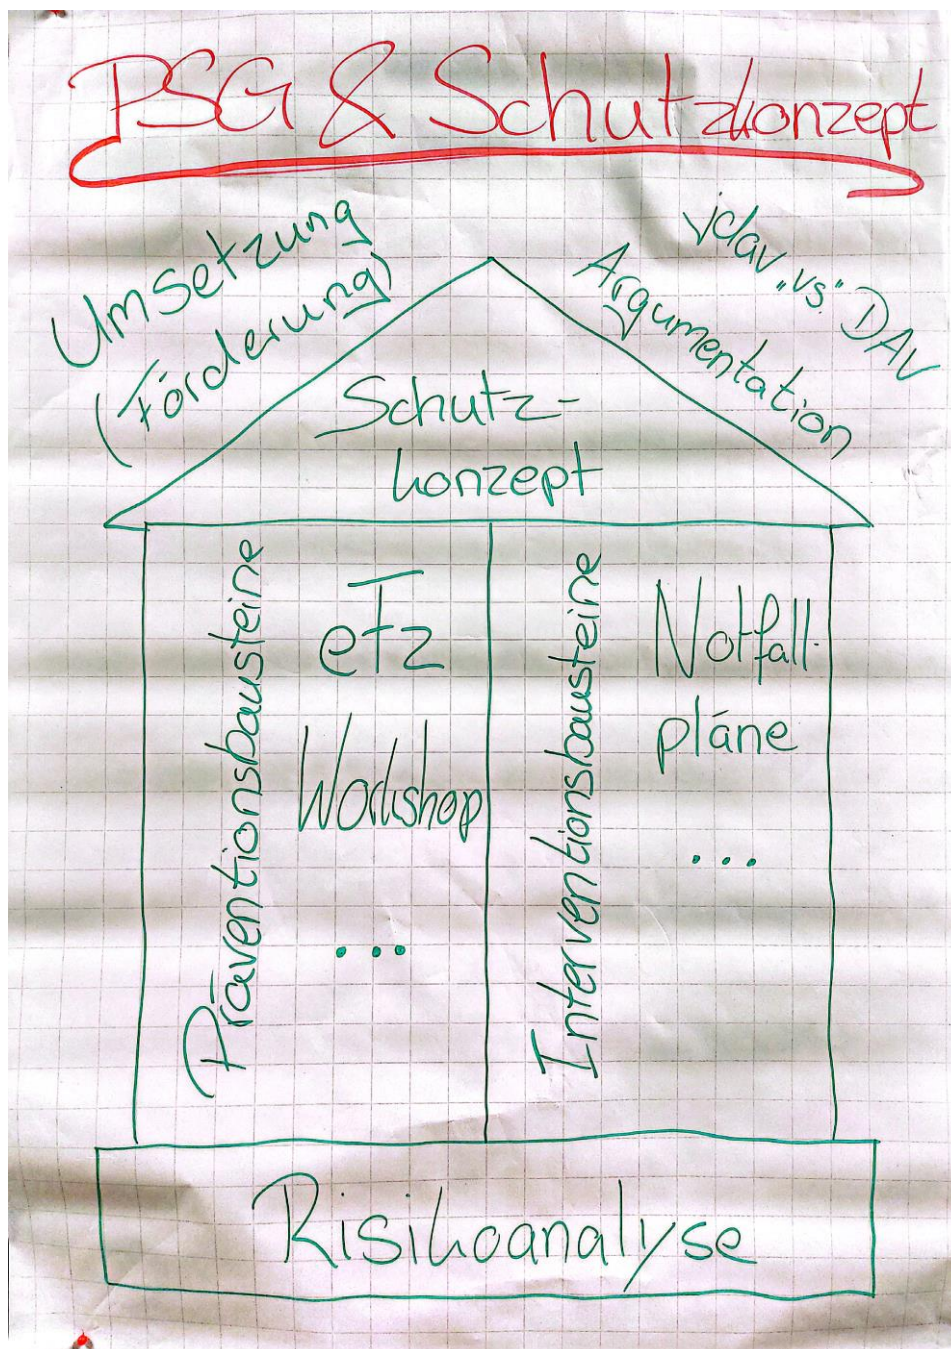 PSG & Schutzkonzept
Umsetzung
(Förderung)
jdav "vs." DAV
Argumentation
Schutz-
konzept
Präventionsbausteine
efz
Workshop
...
Interventionsbausteine
Notfall-
pläne
...
Risikoanalyse